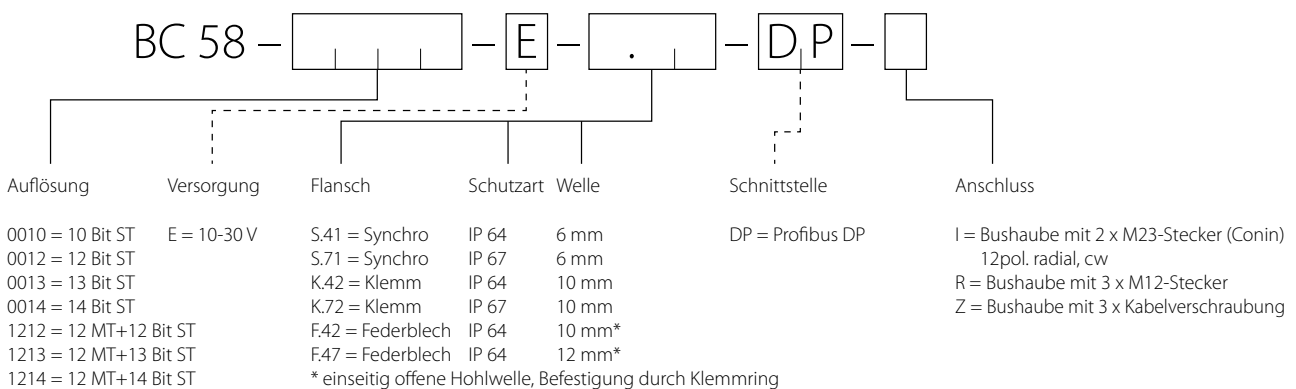 BC 58 – – E – . – D P –
Auflösung Versorgung Flansch Schutzart Welle Schnittstelle Anschluss
0010 = 10 Bit ST E = 10-30 V S.41 = Synchro IP 64 6 mm DP = Profibus DP I = Bushaube mit 2 x M23-Stecker (Conin)
0012 = 12 Bit ST S.71 = Synchro IP 67 6 mm 12pol. radial, cw
0013 = 13 Bit ST K.42 = Klemm IP 64 10 mm R = Bushaube mit 3 x M12-Stecker
0014 = 14 Bit ST K.72 = Klemm IP 67 10 mm Z = Bushaube mit 3 x Kabelverschraubung
1212 = 12 MT+12 Bit ST F.42 = Federblech IP 64 10 mm*
1213 = 12 MT+13 Bit ST F.47 = Federblech IP 64 12 mm*
1214 = 12 MT+14 Bit ST * einseitig offene Hohlwelle, Befestigung durch Klemmring